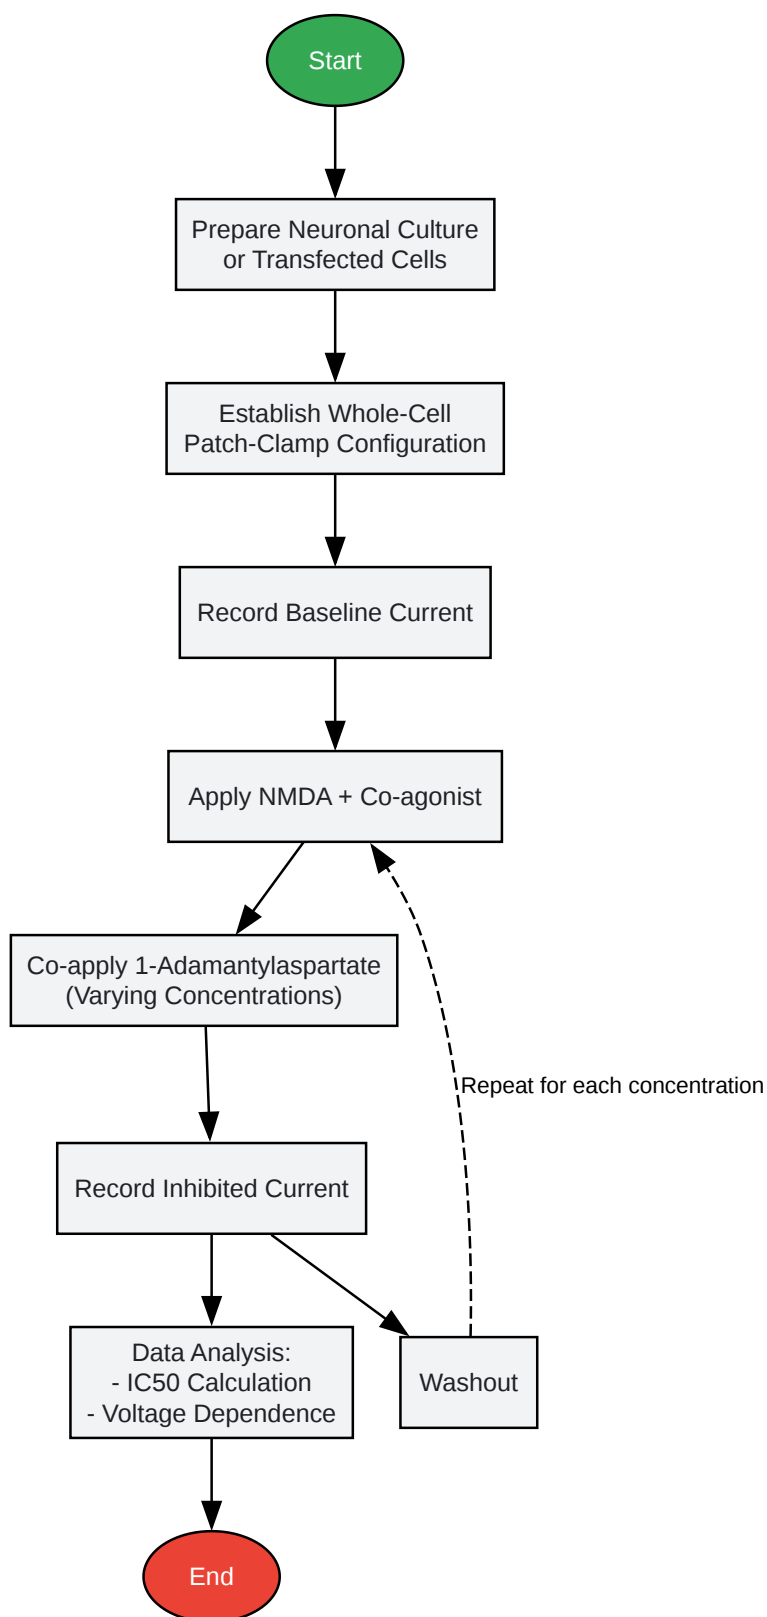 Start
Prepare Neuronal Culture
or Transfected Cells
Establish Whole-Cell
Patch-Clamp Configuration
Record Baseline Current
Apply NMDA + Co-agonist
Co-apply 1-Adamantylaspartate
(Varying Concentrations)
Repeat for each concentration
Record Inhibited Current
Data Analysis:
- IC50 Calculation
- Voltage Dependence
Washout
End